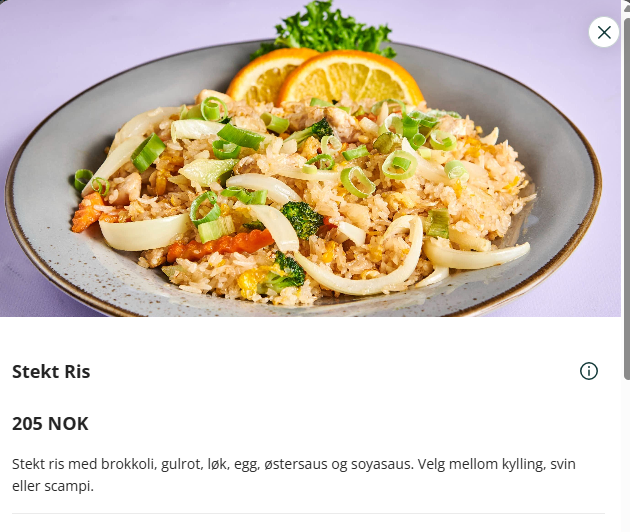 Stekt Ris
205 NOK
Stekt ris med brokkoli, gulrot, løk, egg, østersaus og soyasaus. Velg mellom kylling, svin
eller scampi.